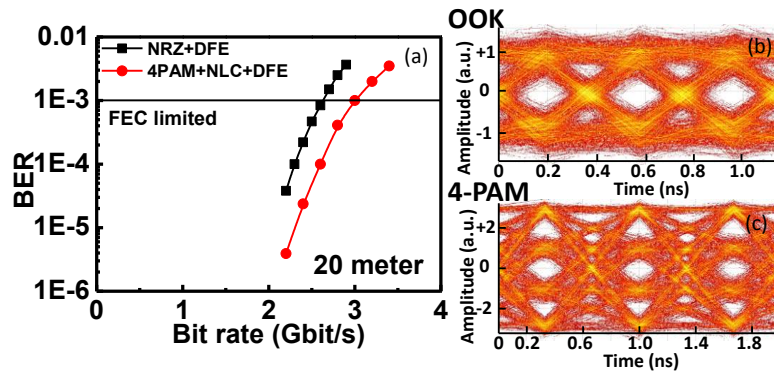 0.01
1E-3
1E-4
1E-5
1E-6
BER
NRZ+DFE
4PAM+NLC+DFE
(a)
FEC limited
20 meter
0 1 2 3 4
Bit rate (Gbit/s)
OOK
(b)
Amplitude (a.u.)
+1
0
-1
0 0.2 0.4 0.6 0.8 1.0
Time (ns)
4-PAM
(c)
Amplitude (a.u.)
+2
0
-2
0 0.3 0.6 1.0 1.2 1.8
Time (ns)